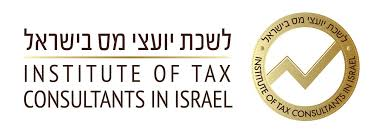 לשכת יועצי מס בישראל
INSTITUTE OF TAX
CONSULTANTS IN ISRAEL
לשכת יועצי מס בישראל
INSTITUTE OF TAX CONSULTANTS IN ISRAEL